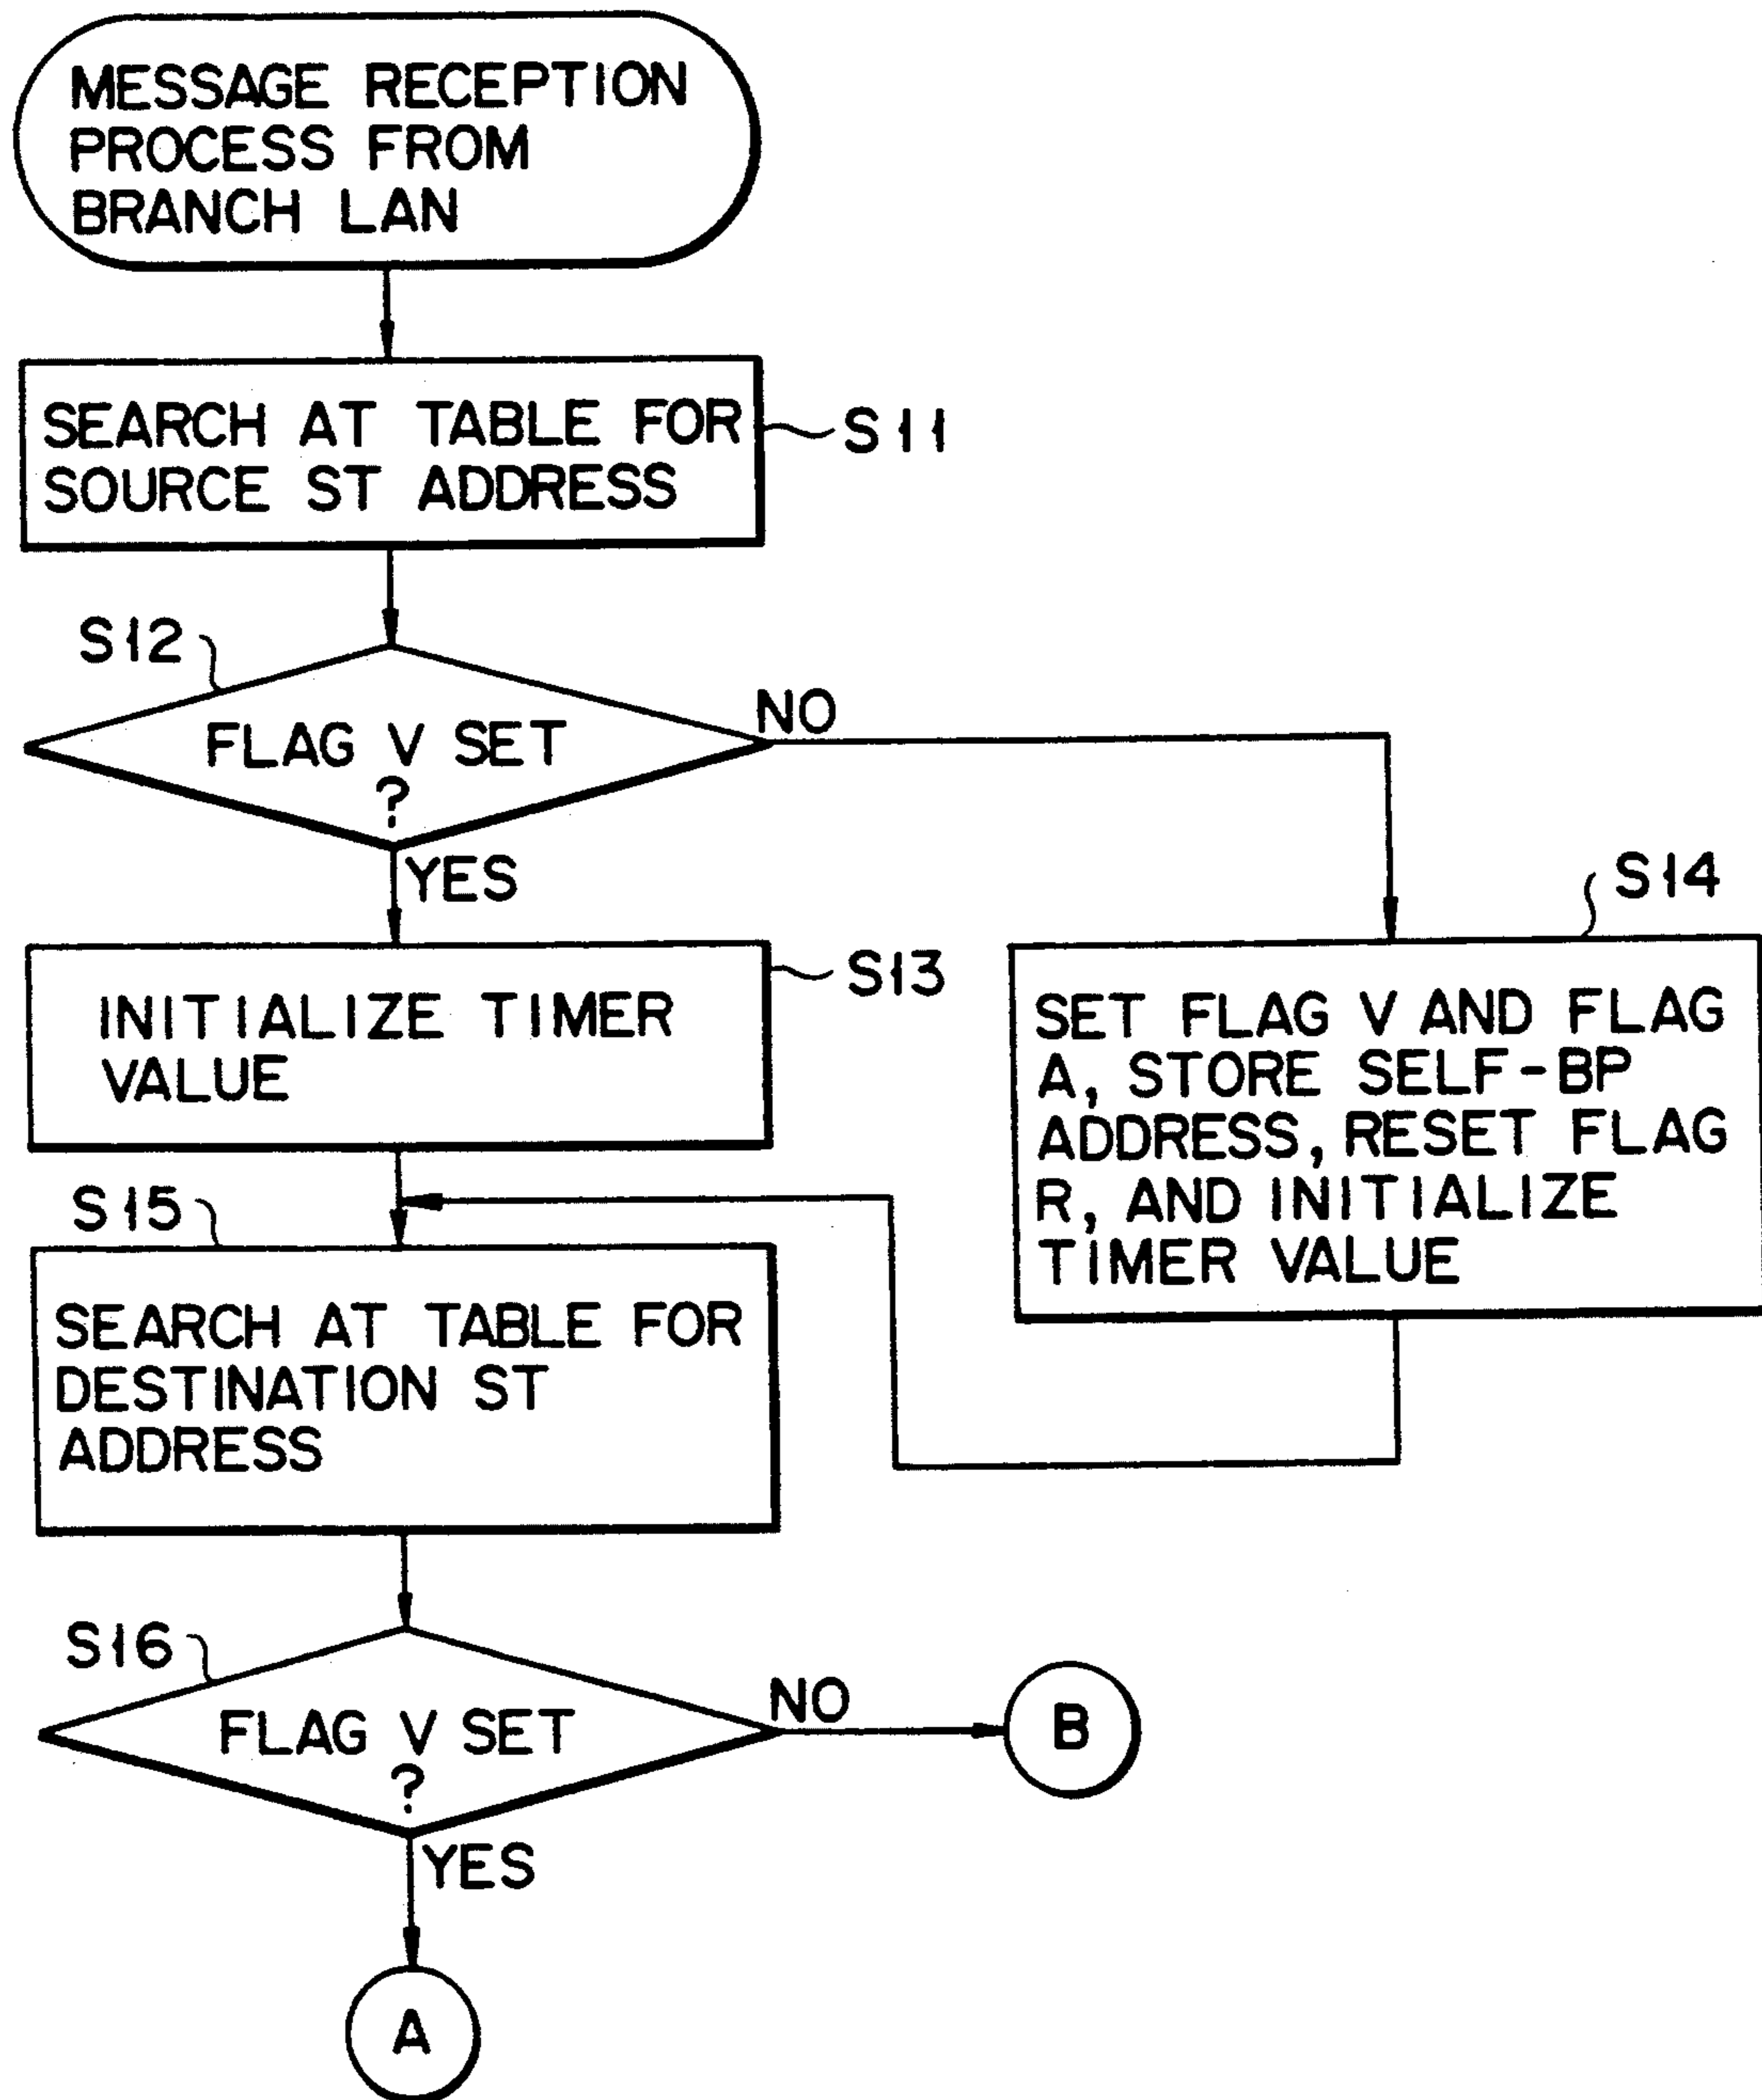 MESSAGE RECEPTION
PROCESS FROM
BRANCH LAN
SEARCH AT TABLE FOR
SOURCE ST ADDRESS
S11
S12
FLAG V SET
?
NO
YES
INITIALIZE TIMER
VALUE
S13
S14
SET FLAG V AND FLAG
A, STORE SELF-BP
ADDRESS, RESET FLAG
R, AND INITIALIZE
TIMER VALUE
S15
SEARCH AT TABLE FOR
DESTINATION ST
ADDRESS
S16
FLAG V SET
?
NO
B
YES
A